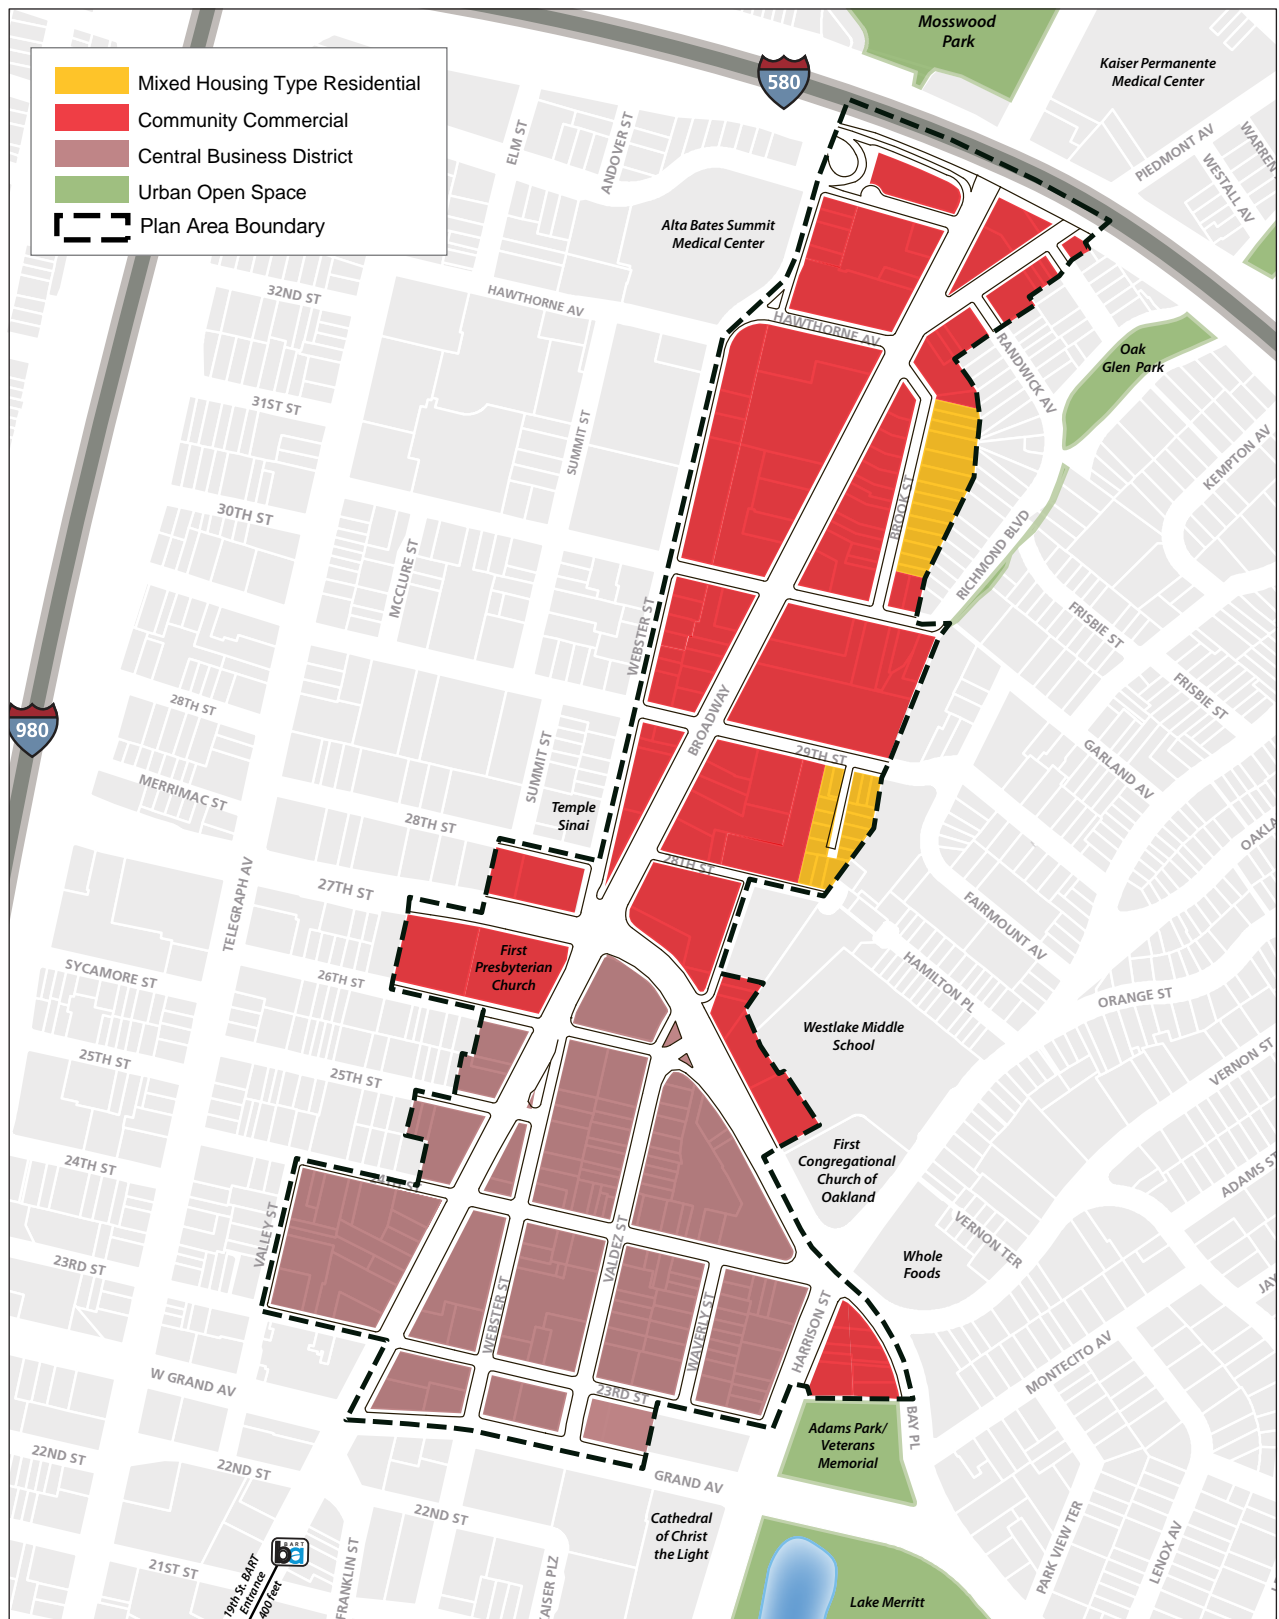 Mosswood
Park
Kaiser Permanente
Medical Center
580
Mixed Housing Type Residential
Community Commercial
Central Business District
Urban Open Space
Plan Area Boundary
ELM ST
ANDOVER ST
PIEDMONT AV
WARREN
WESTALL AV
Alta Bates Summit
Medical Center
32ND ST
HAWTHORNE AV
HAWTHORNE AV
RANDWICK AV
Oak
Glen Park
31ST ST
SUMMIT ST
KEMPTON AV
30TH ST
BROOK ST
MCCLURE ST
RICHMOND BLVD
WEBSTER ST
FRISBIE ST
FRISBIE ST
28TH ST
980
BROADWAY
29TH ST
GARLAND AV
MERRIMAC ST
SUMMIT ST
Temple
Sinai
28TH ST
OAKLA
28TH ST
27TH ST
TELEGRAPH AV
FAIRMOUNT AV
First
Presbyterian
Church
SYCAMORE ST
26TH ST
HAMILTON PL
ORANGE ST
Westlake Middle
School
25TH ST
25TH ST
VERNON ST
24TH ST
24TH ST
First
Congregational
Church of
Oakland
ADAMS ST
VALLEY ST
VALDEZ ST
VERNON TER
23RD ST
Whole
Foods
JAY
WEBSTER ST
WAVERLY ST
HARRISON ST
MONTECITO AV
W GRAND AV
23RD ST
BAY PL
Adams Park/
Veterans
Memorial
22ND ST
22ND ST
GRAND AV
22ND ST
Cathedral
of Christ
the Light
PARK VIEW TER
LENOX AV
BART
ba
21ST ST
19th St. BART
Entrance
400 feet
FRANKLIN ST
AISER PLZ
Lake Merritt